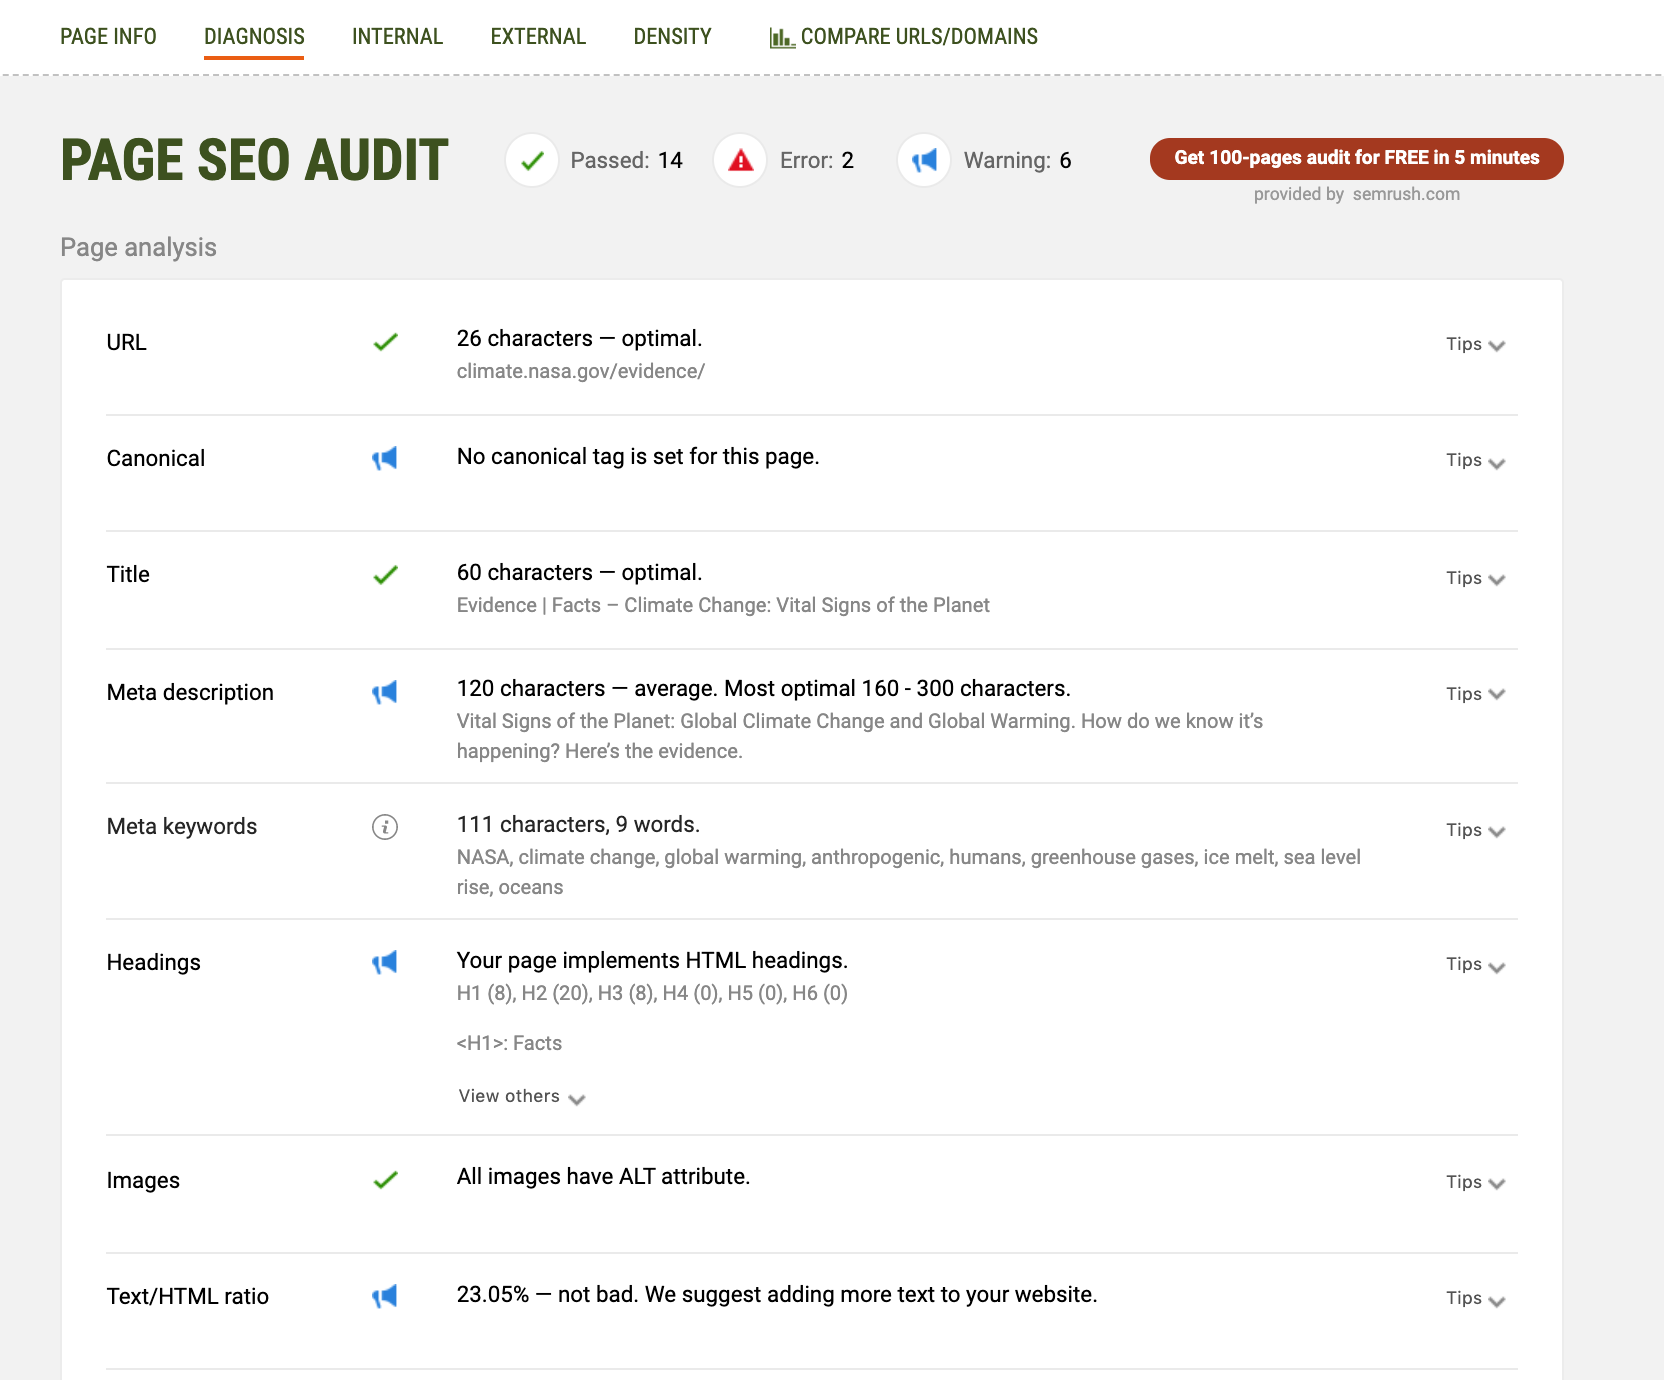 PAGE INFO DIAGNOSIS INTERNAL EXTERNAL DENSITY COMPARE URLS/DOMAINS
PAGE SEO AUDIT Passed: 14 Error: 2 Warning: 6 Get 100-pages audit for FREE in 5 minutes
provided by semrush.com
Page analysis
URL 26 characters — optimal. Tips
climate.nasa.gov/evidence/
Canonical No canonical tag is set for this page. Tips
Title 60 characters — optimal. Tips
Evidence | Facts – Climate Change: Vital Signs of the Planet
Meta description 120 characters — average. Most optimal 160 - 300 characters. Tips
Vital Signs of the Planet: Global Climate Change and Global Warming. How do we know it’s
happening? Here’s the evidence.
Meta keywords 111 characters, 9 words. Tips
NASA, climate change, global warming, anthropogenic, humans, greenhouse gases, ice melt, sea level
rise, oceans
Headings Your page implements HTML headings. Tips
H1 (8), H2 (20), H3 (8), H4 (0), H5 (0), H6 (0)
<H1>: Facts
View others
Images All images have ALT attribute. Tips
Text/HTML ratio 23.05% — not bad. We suggest adding more text to your website. Tips